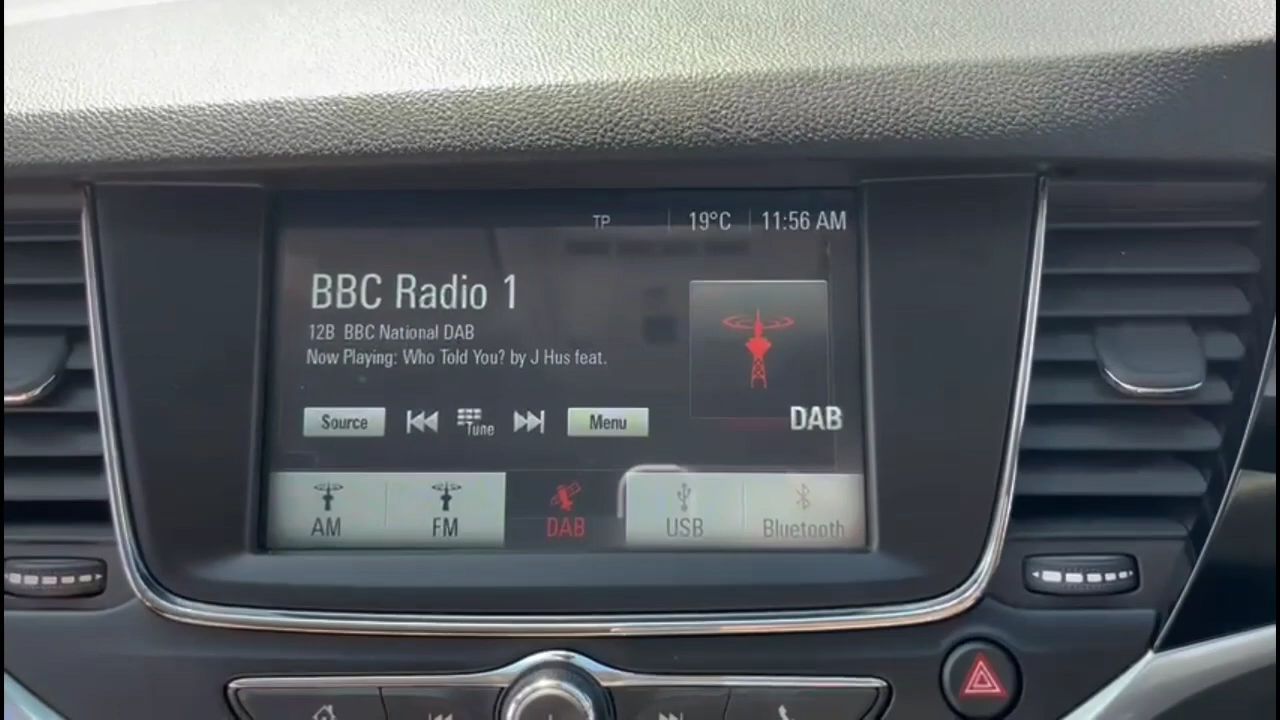 TP 19°C 11:56 AM
BBC Radio 1
12B BBC National DAB
Now Playing: Who Told You? by J Hus feat.
Source Tune Menu
DAB
AM FM DAB USB Bluetooth